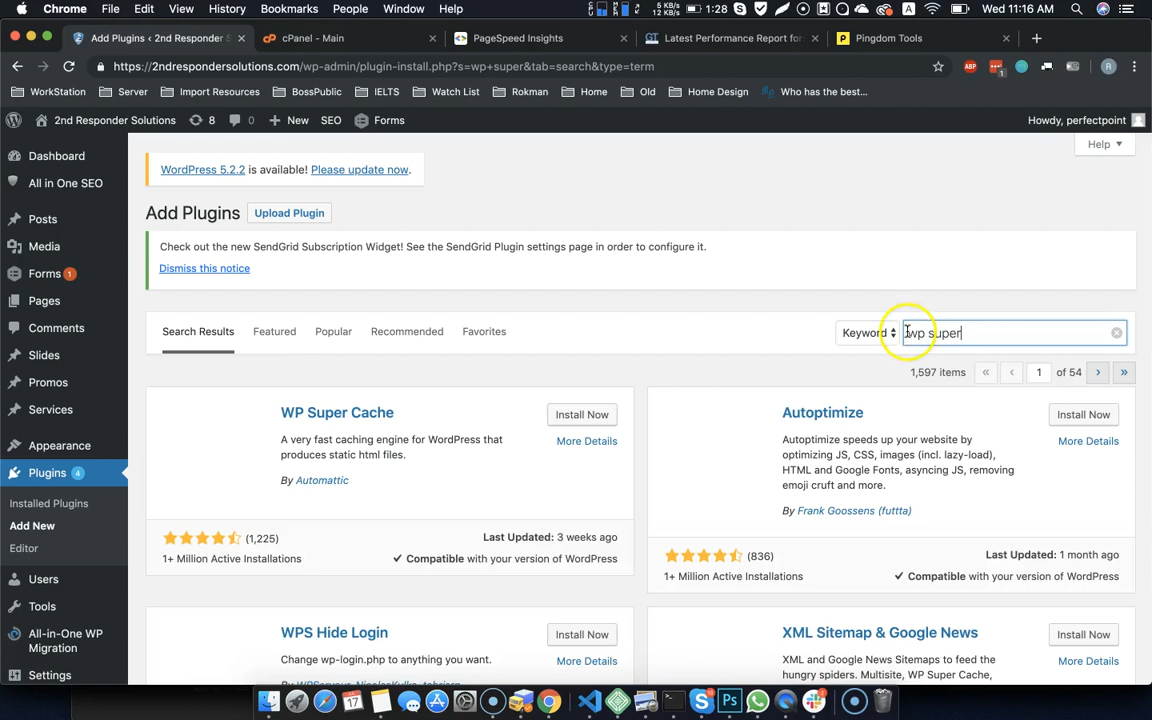 Chrome File Edit View History Bookmarks People Window Help 5 KB/s 12 KB/s 1:28 A Wed 11:16 AM
Add Plugins ‹ 2nd Responder S cPanel - Main PageSpeed Insights GT Latest Performance Report for Pingdom Tools
https://2ndrespondersolutions.com/wp-admin/plugin-install.php?s=wp+super&tab=search&type=term ABP 1 R
WorkStation Server Import Resources BossPublic IELTS Watch List Rokman Home Old Home Design Who has the best...
2nd Responder Solutions 8 0 New SEO Forms Howdy, perfectpoint
Help
Dashboard
All in One SEO
Posts
Media
Forms 1
Pages
Comments
Slides
Promos
Services
Appearance
Plugins 4
Installed Plugins
Add New
Editor
Users
Tools
All-in-One WP
Migration
Settings
WordPress 5.2.2 is available! Please update now.
Add Plugins Upload Plugin
Check out the new SendGrid Subscription Widget! See the SendGrid Plugin settings page in order to configure it.
Dismiss this notice
Search Results Featured Popular Recommended Favorites Keyword wp super
1,597 items « ‹ 1 of 54 › »
WP Super Cache
Install Now
More Details
A very fast caching engine for WordPress that
produces static html files.
By Automattic
(1,225) Last Updated: 3 weeks ago
1+ Million Active Installations Compatible with your version of WordPress
Autoptimize
Install Now
More Details
Autoptimize speeds up your website by
optimizing JS, CSS, images (incl. lazy-load),
HTML and Google Fonts, asyncing JS, removing
emoji cruft and more.
By Frank Goossens (futtta)
(836) Last Updated: 1 month ago
1+ Million Active Installations Compatible with your version of WordPress
WPS Hide Login
Install Now
More Details
Change wp-login.php to anything you want.
XML Sitemap & Google News
Install Now
More Details
XML and Google News Sitemaps to feed the
hungry spiders. Multisite, WP Super Cache,
17 Ps